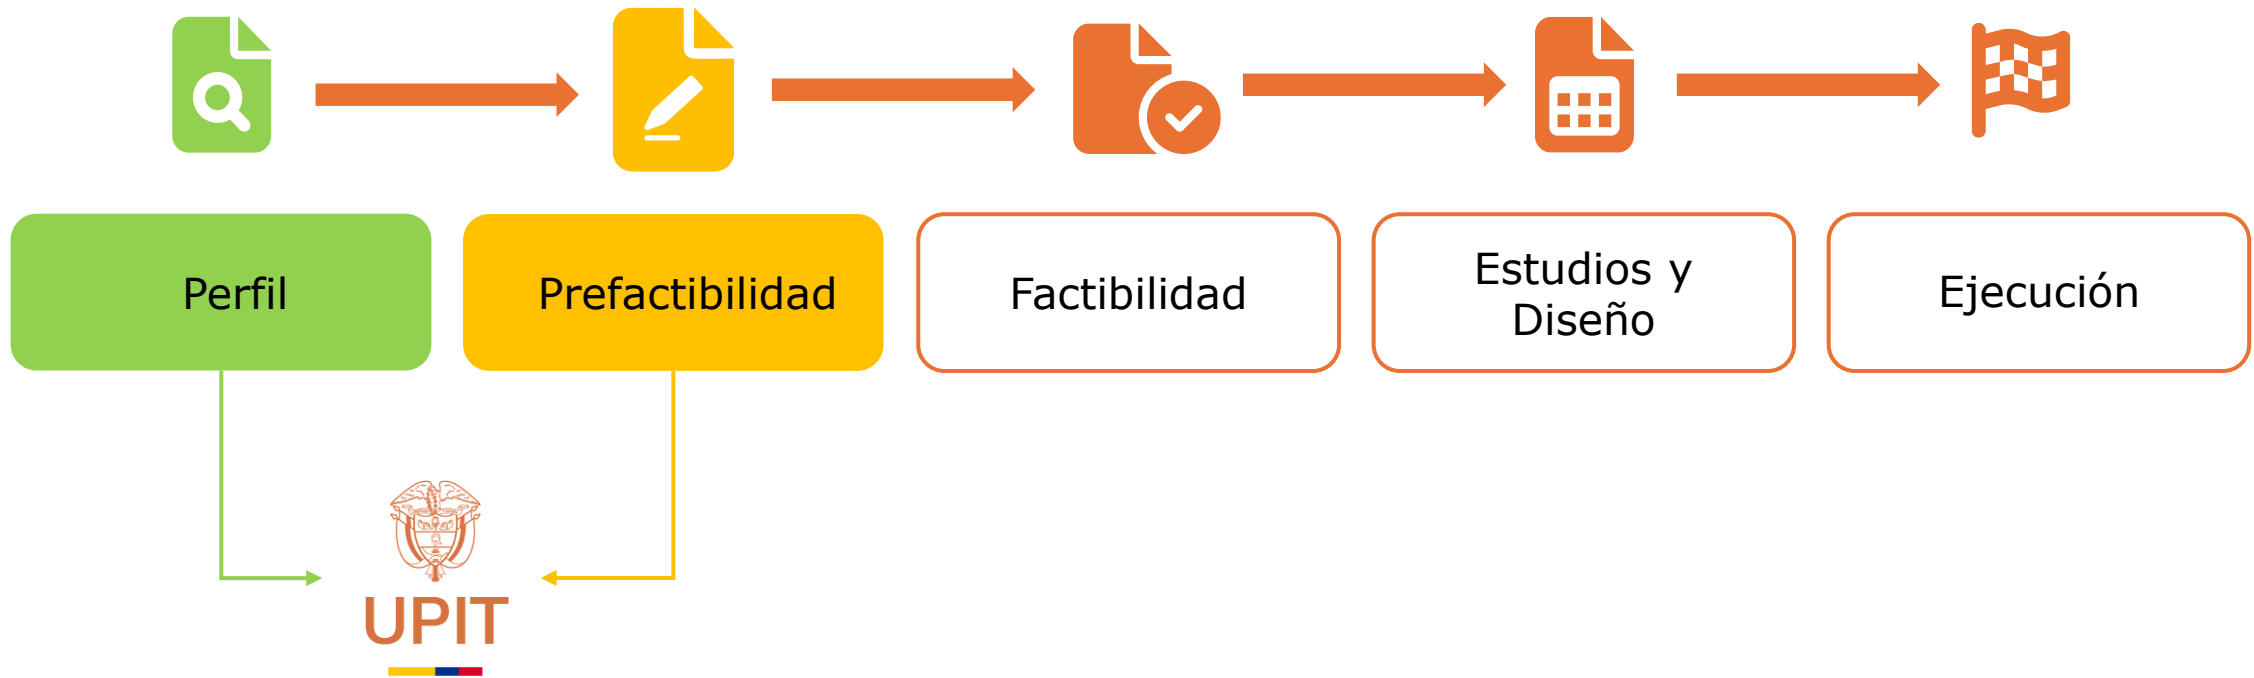 Perfil
Prefactibilidad
Factibilidad
Estudios y
Diseño
Ejecución
UPIT